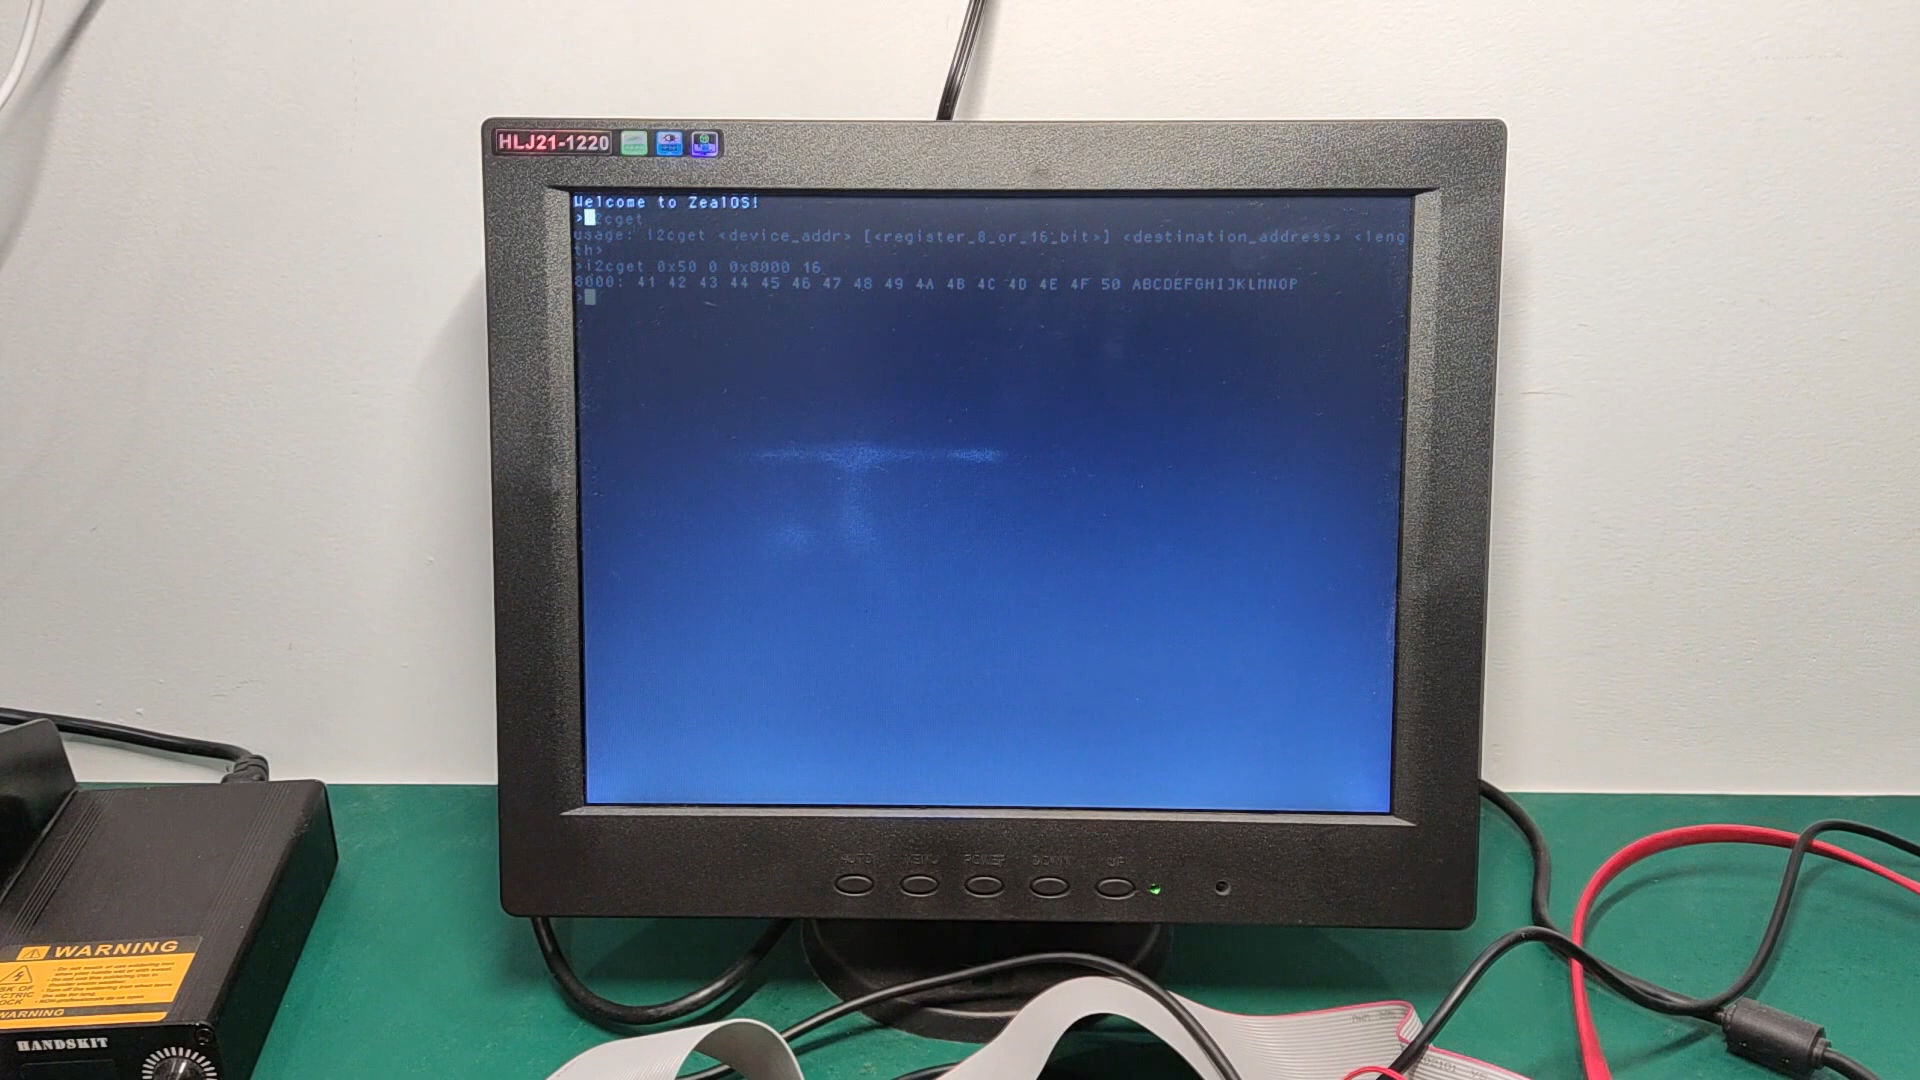 HLJ21-1220
Welcome to ZealOS!
>i2cget
usage: i2cget <device_addr> [<register_8_or_16_bit>] <destination_address> <leng
th>
>i2cget 0x50 0 0x8000 16
8000: 41 42 43 44 45 46 47 48 49 4A 4B 4C 4D 4E 4F 50 ABCDEFGHIJKLMNOP
>
AUTO MENU POWER DOWN UP
WARNING
WARNING
HANDSKIT